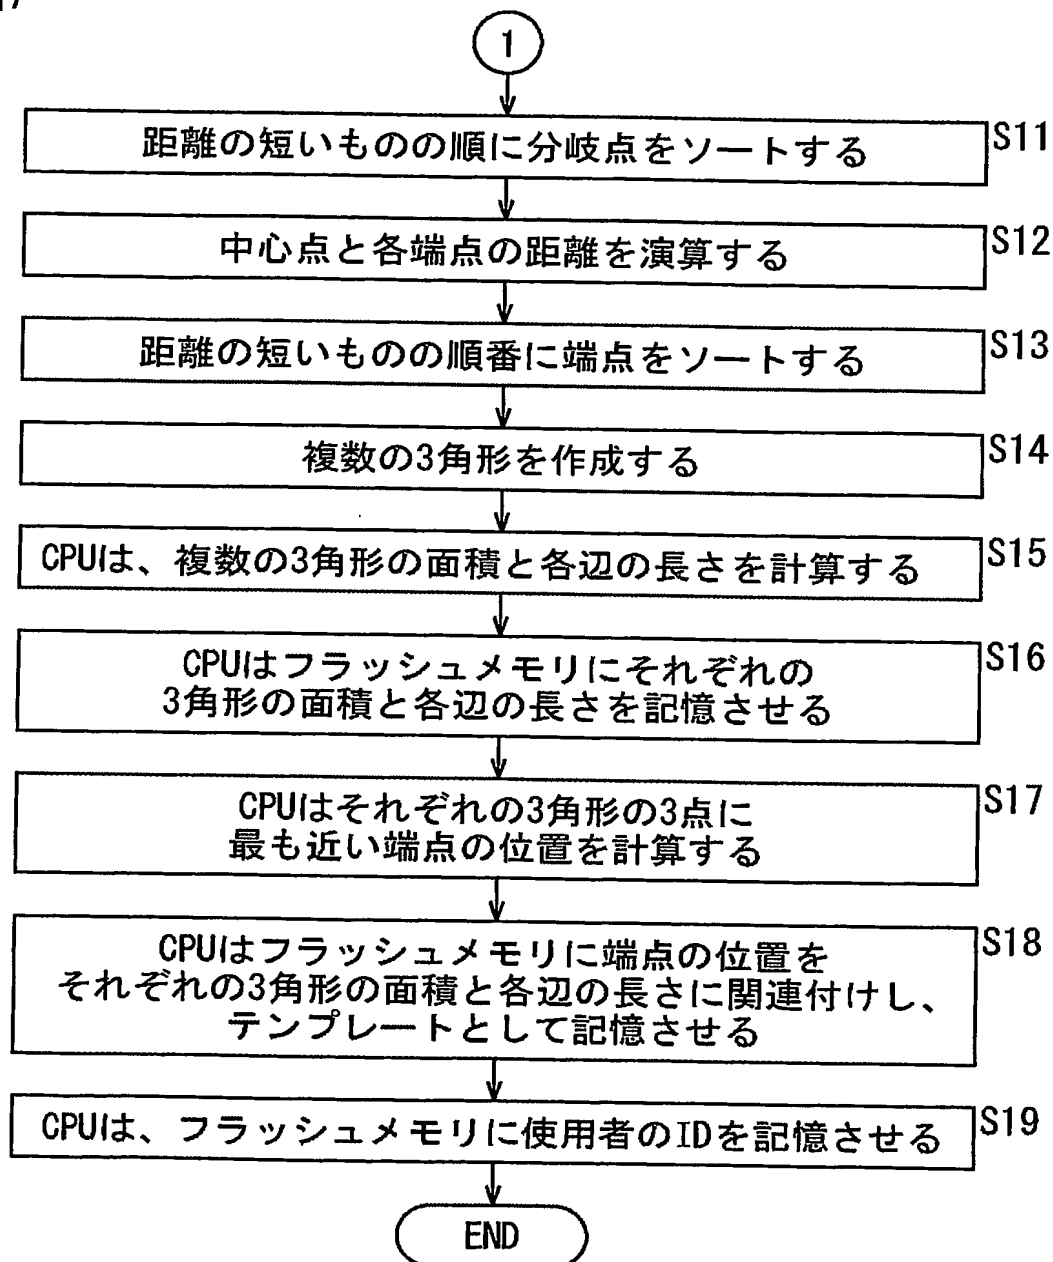 1
距離の短いものの順に分岐点をソートする
S11
中心点と各端点の距離を演算する
S12
距離の短いものの順番に端点をソートする
S13
複数の3角形を作成する
S14
CPUは、複数の3角形の面積と各辺の長さを計算する
S15
CPUはフラッシュメモリにそれぞれの
3角形の面積と各辺の長さを記憶させる
S16
CPUはそれぞれの3角形の3点に
最も近い端点の位置を計算する
S17
CPUはフラッシュメモリに端点の位置を
それぞれの3角形の面積と各辺の長さに関連付けし、
テンプレートとして記憶させる
S18
CPUは、フラッシュメモリに使用者のIDを記憶させる
S19
END